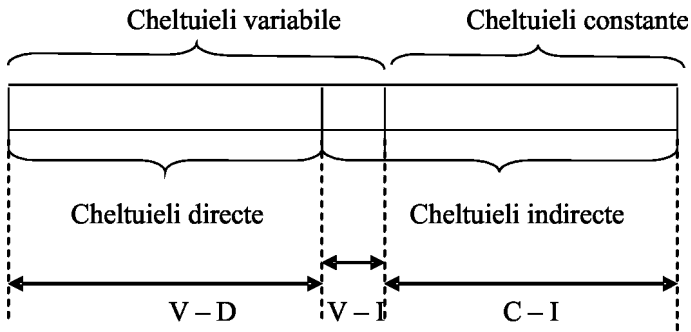 Cheltuieli variabile Cheltuieli constante
Cheltuieli directe Cheltuieli indirecte
V – D V – I C – I